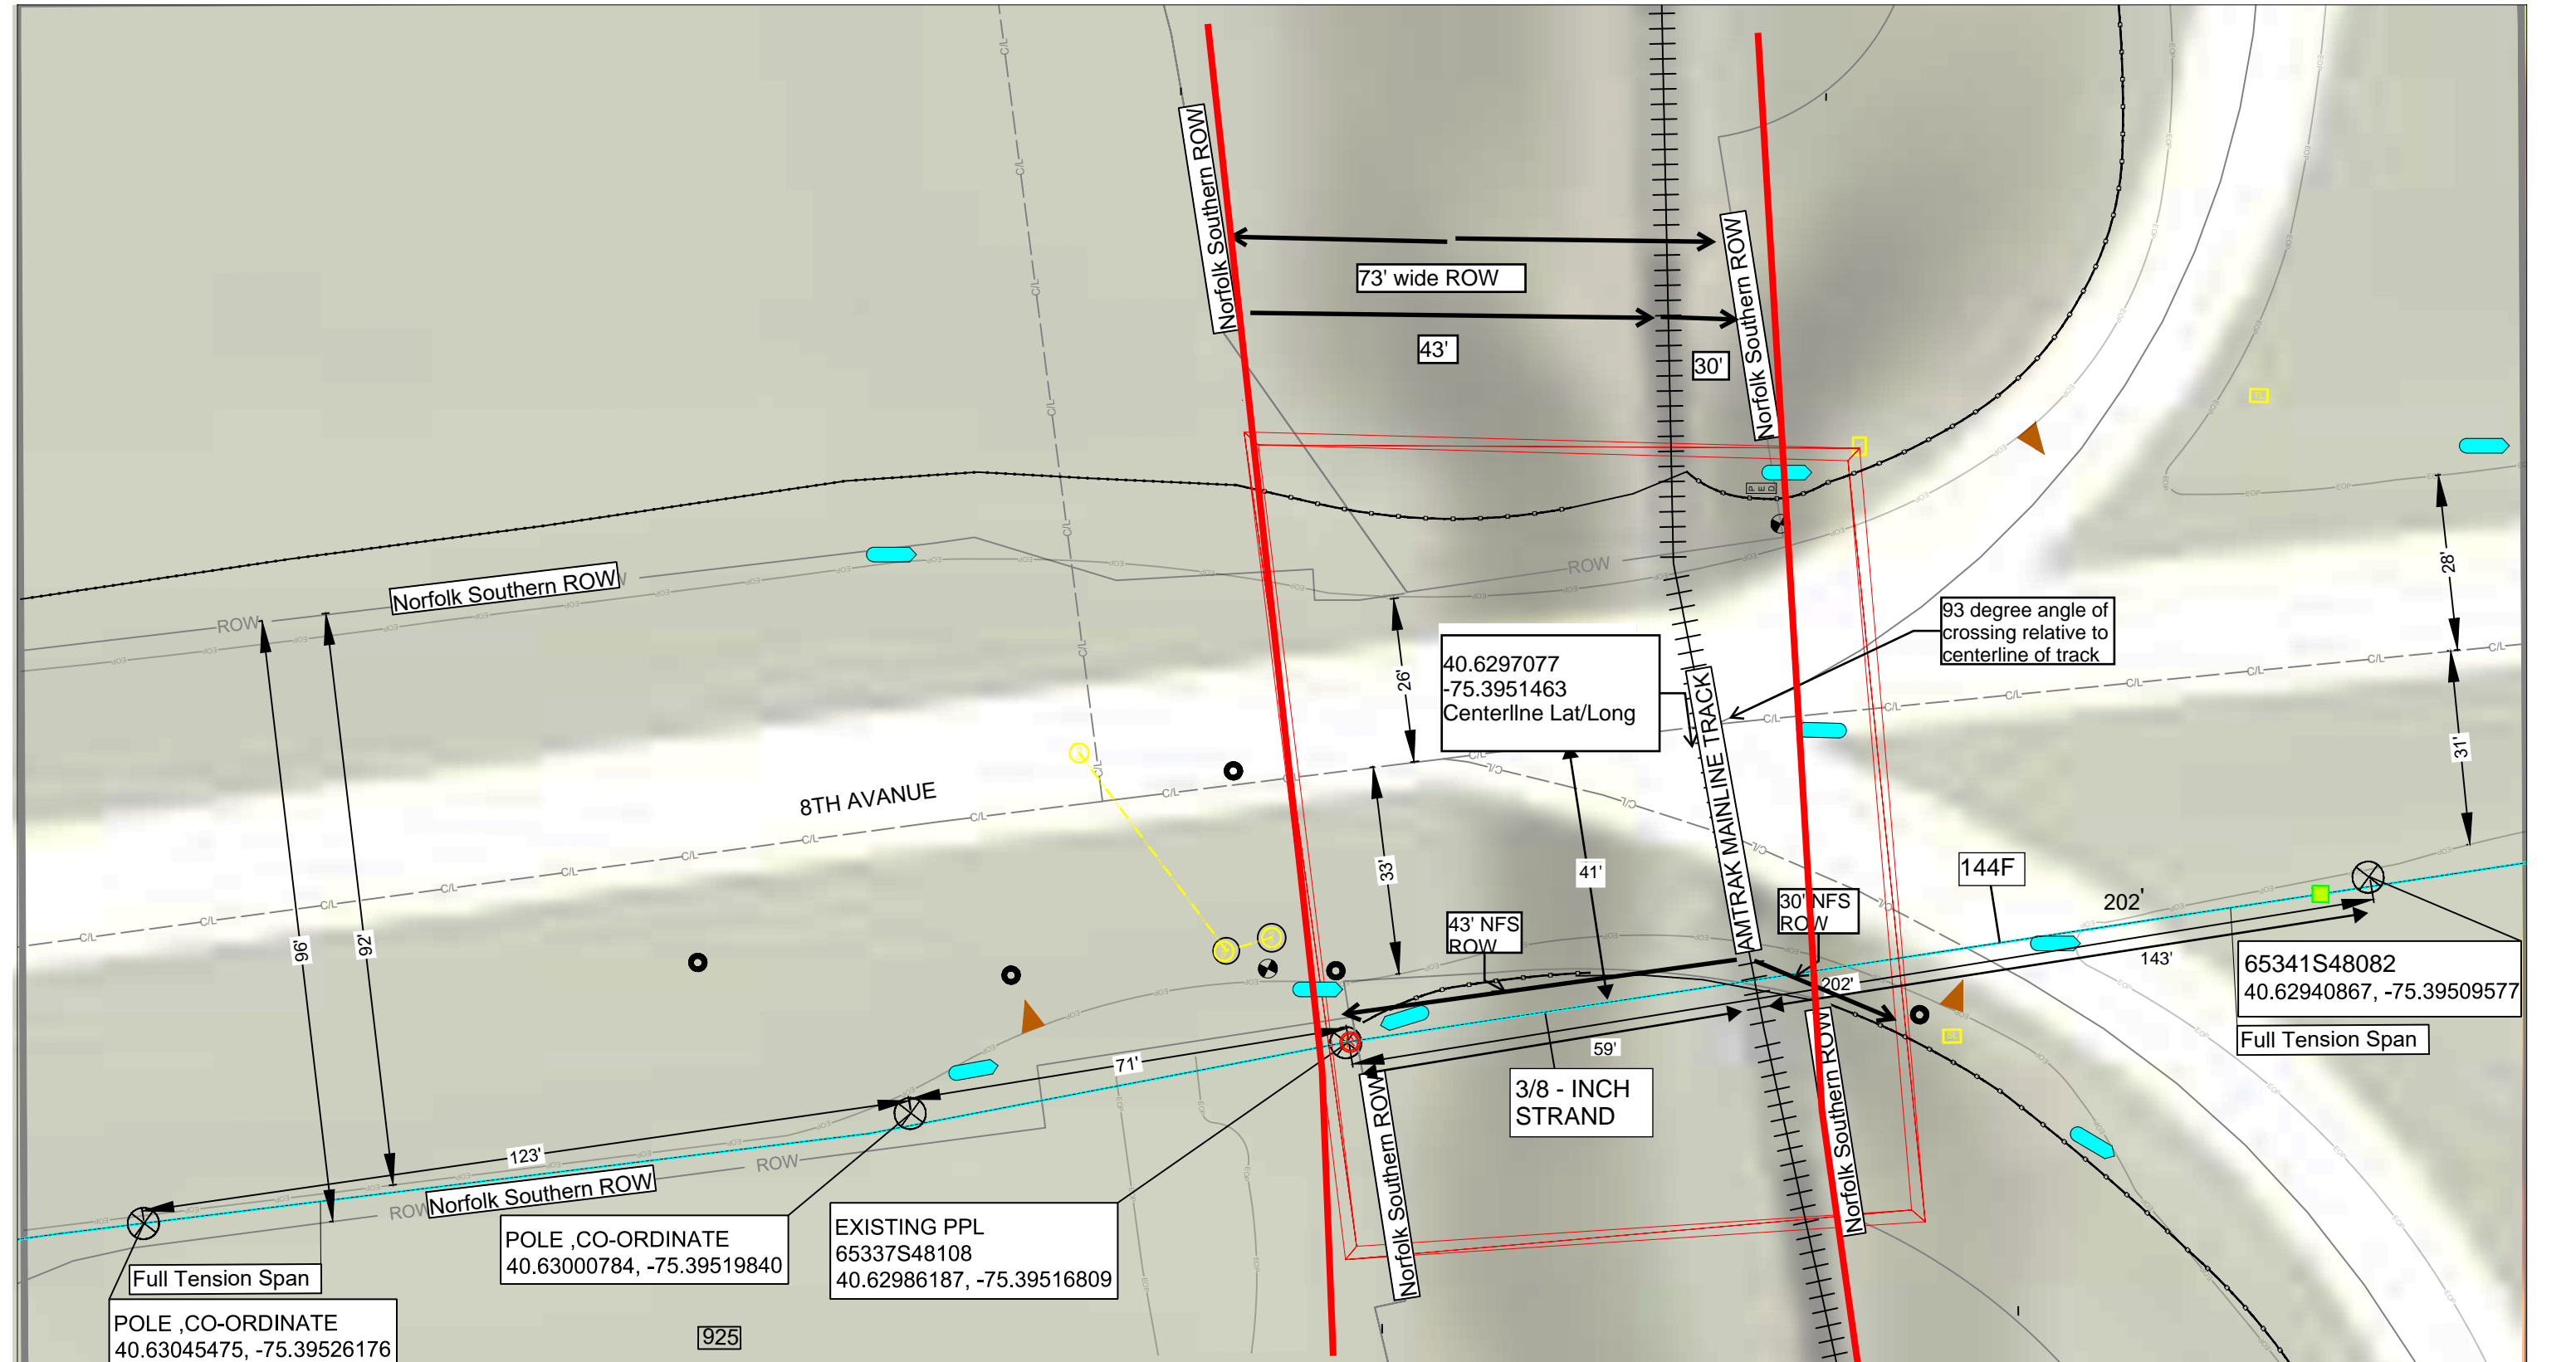 Norfolk Southern ROW
Norfolk Southern ROW
73' wide ROW
43'
30'
PED
Norfolk Southern ROW
ROW
ROW
28'
93 degree angle of
crossing relative to
centerline of track
40.6297077
-75.3951463
CenterlIne Lat/Long
26'
AMTRAK MAINLINE TRACK
31'
8TH AVANUE
96'
92'
33'
41'
144F
202'
43' NFS
ROW
30' NFS
ROW
143'
202'
65341S48082
40.62940867, -75.39509577
Full Tension Span
59'
71'
3/8 - INCH
STRAND
123'
ROW
Norfolk Southern ROW
ROW
Norfolk Southern ROW
Norfolk Southern ROW
POLE ,CO-ORDINATE
40.63000784, -75.39519840
EXISTING PPL
65337S48108
40.62986187, -75.39516809
Full Tension Span
POLE ,CO-ORDINATE
40.63045475, -75.39526176
925
C/L
EOP